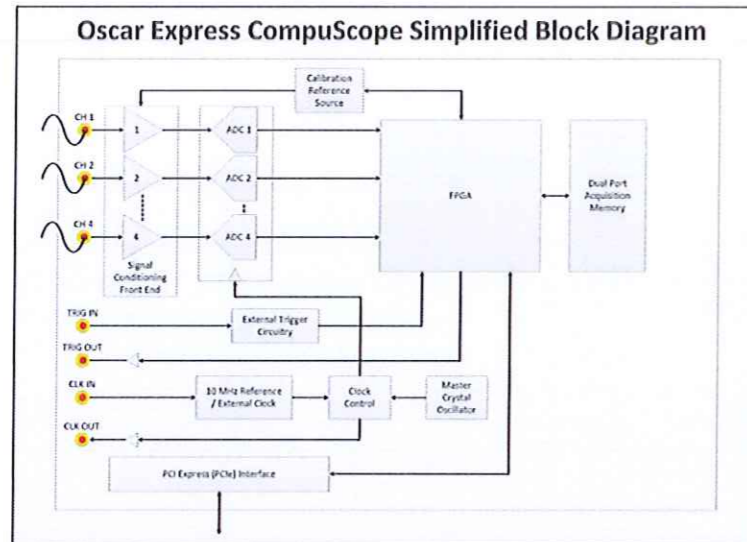 Oscar Express CompuScope Simplified Block Diagram
Calibration
Reference
Source
CH 1
1
ADC 1
CH 2
2
ADC 2
FPGA
Dual Port
Acquisition
Memory
CH 4
4
ADC 4
Signal
Conditioning
Front End
TRIG IN
External Trigger
Circuitry
TRIG OUT
CLK IN
10 MHz Reference
/ External Clock
Clock
Control
Master
Crystal
Oscillator
CLK OUT
PCI Express (PCIe) Interface